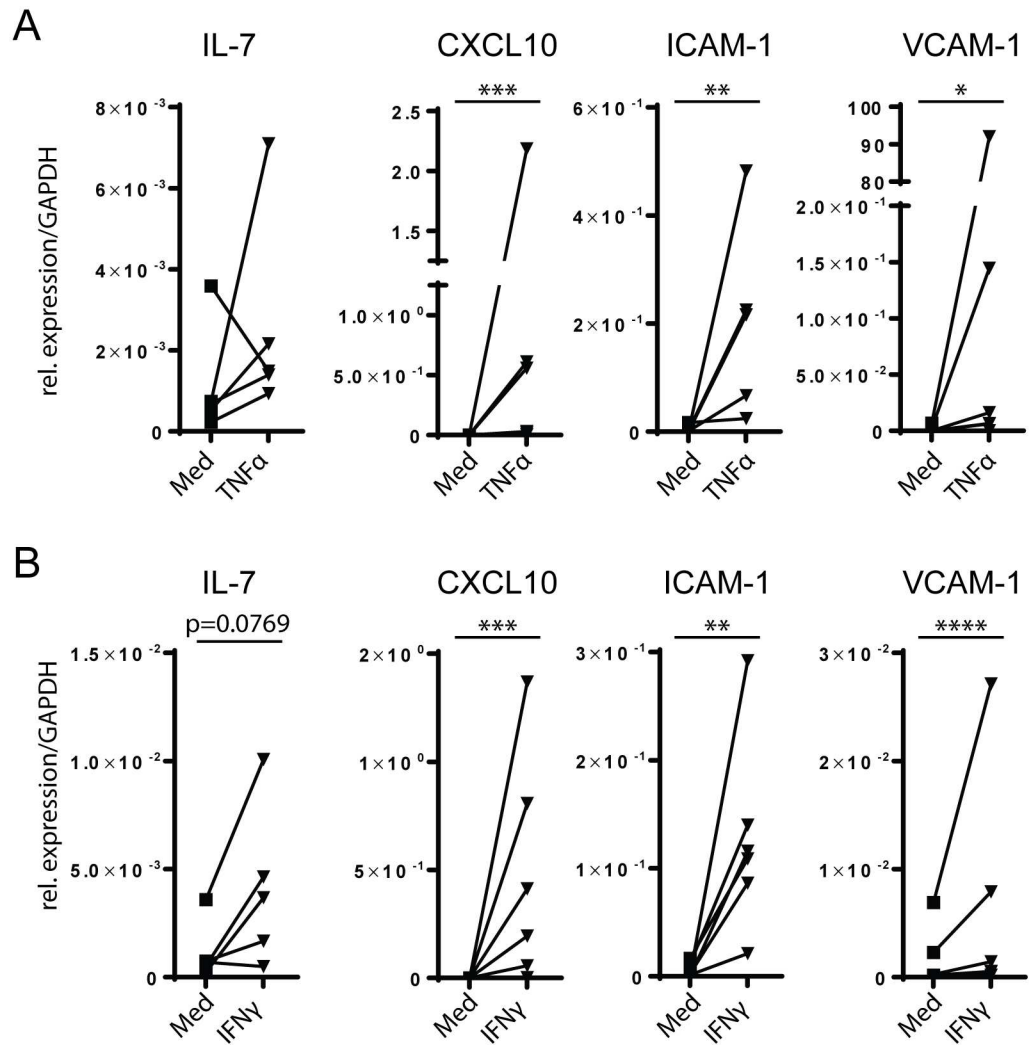 A
IL-7 CXCL10 ICAM-1 VCAM-1
*** ** *
rel. expression/GAPDH
8×10 -3
6×10 -3
4×10 -3
2×10 -3
0
Med TNFα
2.5
2.0
1.5
1.0×10 0
5.0×10 -1
0
Med TNFα
6×10 -1
4×10 -1
2×10 -1
0
Med TNFα
100
90
80
2.0×10 -1
1.5×10 -1
1.0×10 -1
5.0×10 -2
0
Med TNFα
B
IL-7 CXCL10 ICAM-1 VCAM-1
p=0.0769 *** ** ****
rel. expression/GAPDH
1.5×10 -2
1.0×10 -2
5.0×10 -3
0
Med IFNγ
2×10 0
1×10 0
5×10 -1
0
Med IFNγ
3×10 -1
2×10 -1
1×10 -1
0
Med IFNγ
3×10 -2
2×10 -2
1×10 -2
0
Med IFNγ